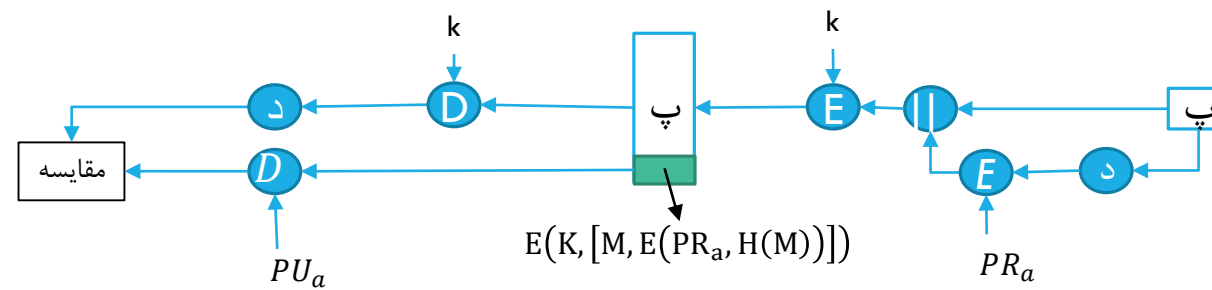 k
k
پ
د
D
پ
E
||
مقایسه
D
E
د
E(K, [M, E(PRₐ, H(M))])
PUₐ
PRₐ